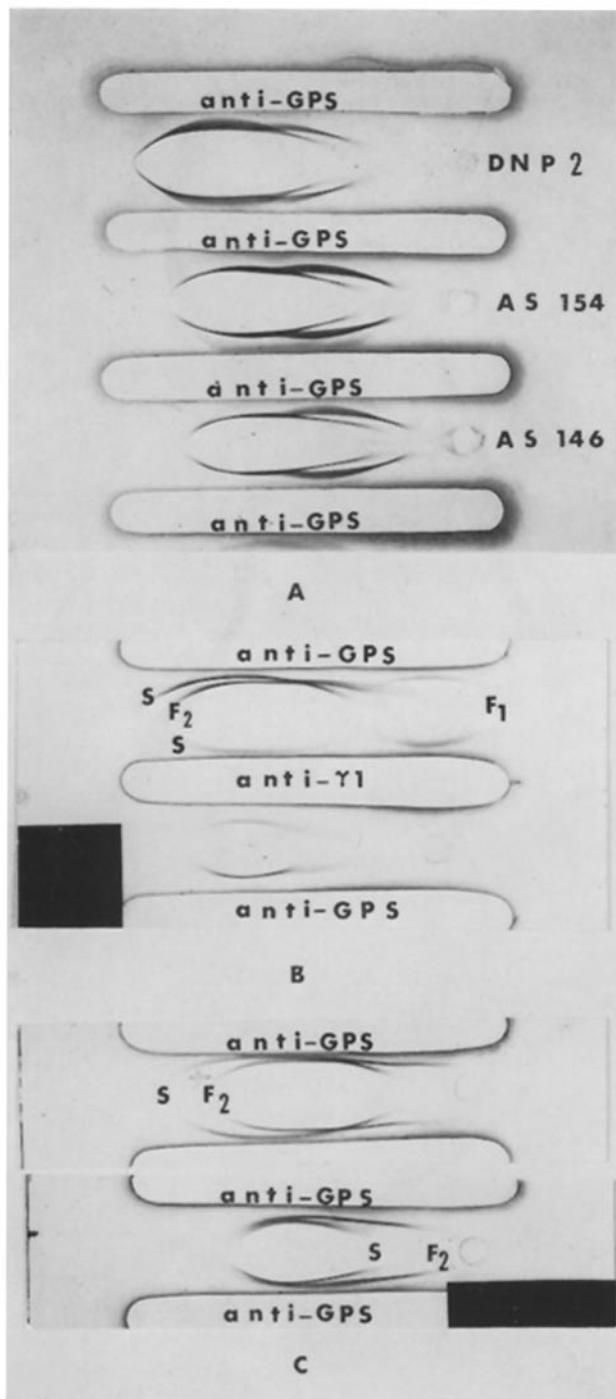 anti-GPS
DNP 2
anti-GPS
AS 154
anti-GPS
AS 146
anti-GPS
A
anti-GPS
S
F2
F1
S
anti-γ1
anti-GPS
B
anti-GPS
S F2
anti-GPS
S F2
anti-GPS
C